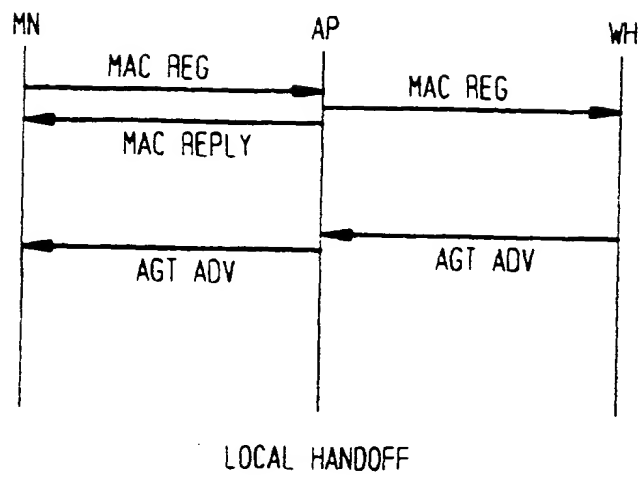 MN
AP
WH
MAC REG
MAC REG
MAC REPLY
AGT ADV
AGT ADV
LOCAL HANDOFF